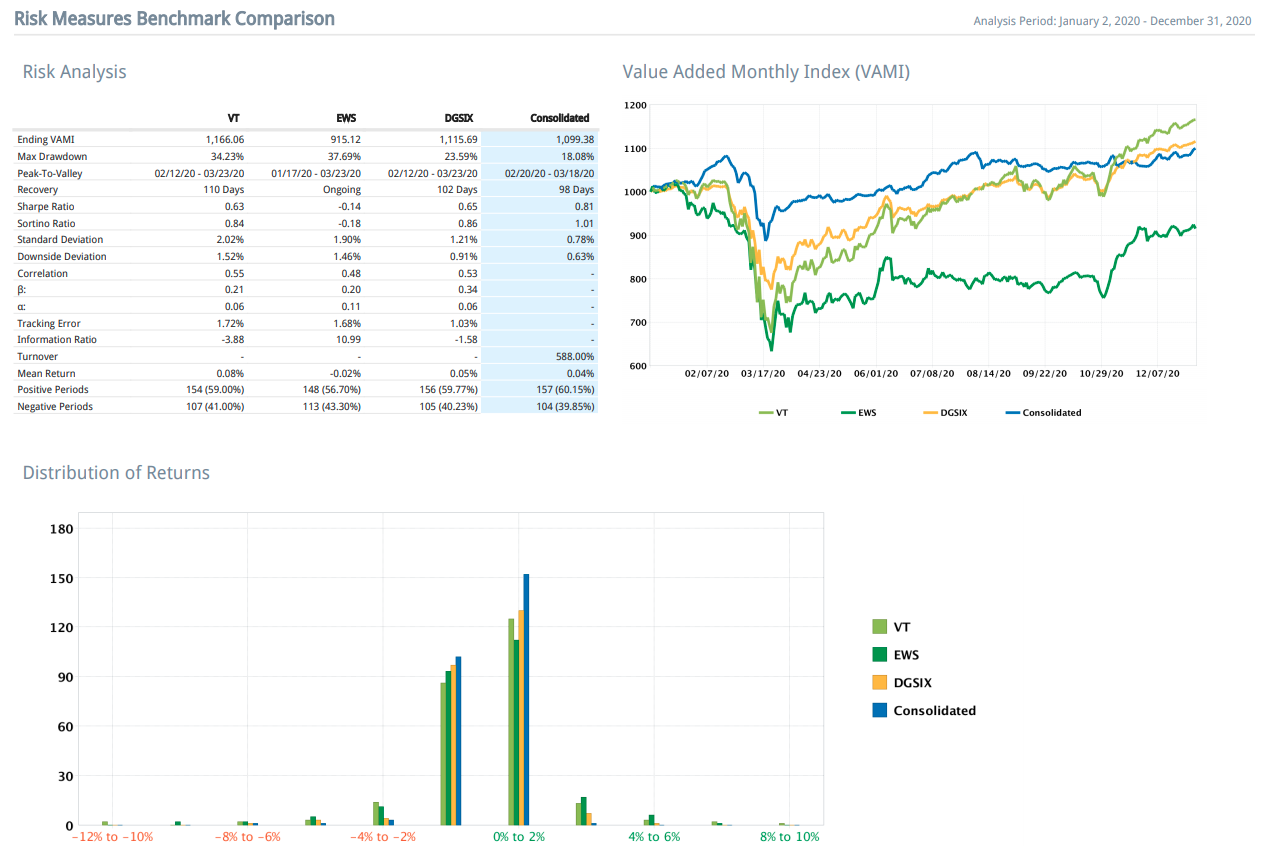 Risk Measures Benchmark Comparison
Analysis Period: January 2, 2020 - December 31, 2020
Risk Analysis
VT EWS DGSIX Consolidated
Ending VAMI 1,166.06 915.12 1,115.69 1,099.38
Max Drawdown 34.23% 37.69% 23.59% 18.08%
Peak-To-Valley 02/12/20 - 03/23/20 01/17/20 - 03/23/20 02/12/20 - 03/23/20 02/20/20 - 03/18/20
Recovery 110 Days Ongoing 102 Days 98 Days
Sharpe Ratio 0.63 -0.14 0.65 0.81
Sortino Ratio 0.84 -0.18 0.86 1.01
Standard Deviation 2.02% 1.90% 1.21% 0.78%
Downside Deviation 1.52% 1.46% 0.91% 0.63%
Correlation 0.55 0.48 0.53 -
β: 0.21 0.20 0.34 -
α: 0.06 0.11 0.06 -
Tracking Error 1.72% 1.68% 1.03% -
Information Ratio -3.88 10.99 -1.58 -
Turnover - - - 588.00%
Mean Return 0.08% -0.02% 0.05% 0.04%
Positive Periods 154 (59.00%) 148 (56.70%) 156 (59.77%) 157 (60.15%)
Negative Periods 107 (41.00%) 113 (43.30%) 105 (40.23%) 104 (39.85%)
Value Added Monthly Index (VAMI)
1200
1100
1000
900
800
700
600
02/07/20 03/17/20 04/23/20 06/01/20 07/08/20 08/14/20 09/22/20 10/29/20 12/07/20
VT EWS DGSIX Consolidated
Distribution of Returns
180
150
120
90
60
30
0
−12% to −10% −8% to −6% −4% to −2% 0% to 2% 4% to 6% 8% to 10%
VT
EWS
DGSIX
Consolidated